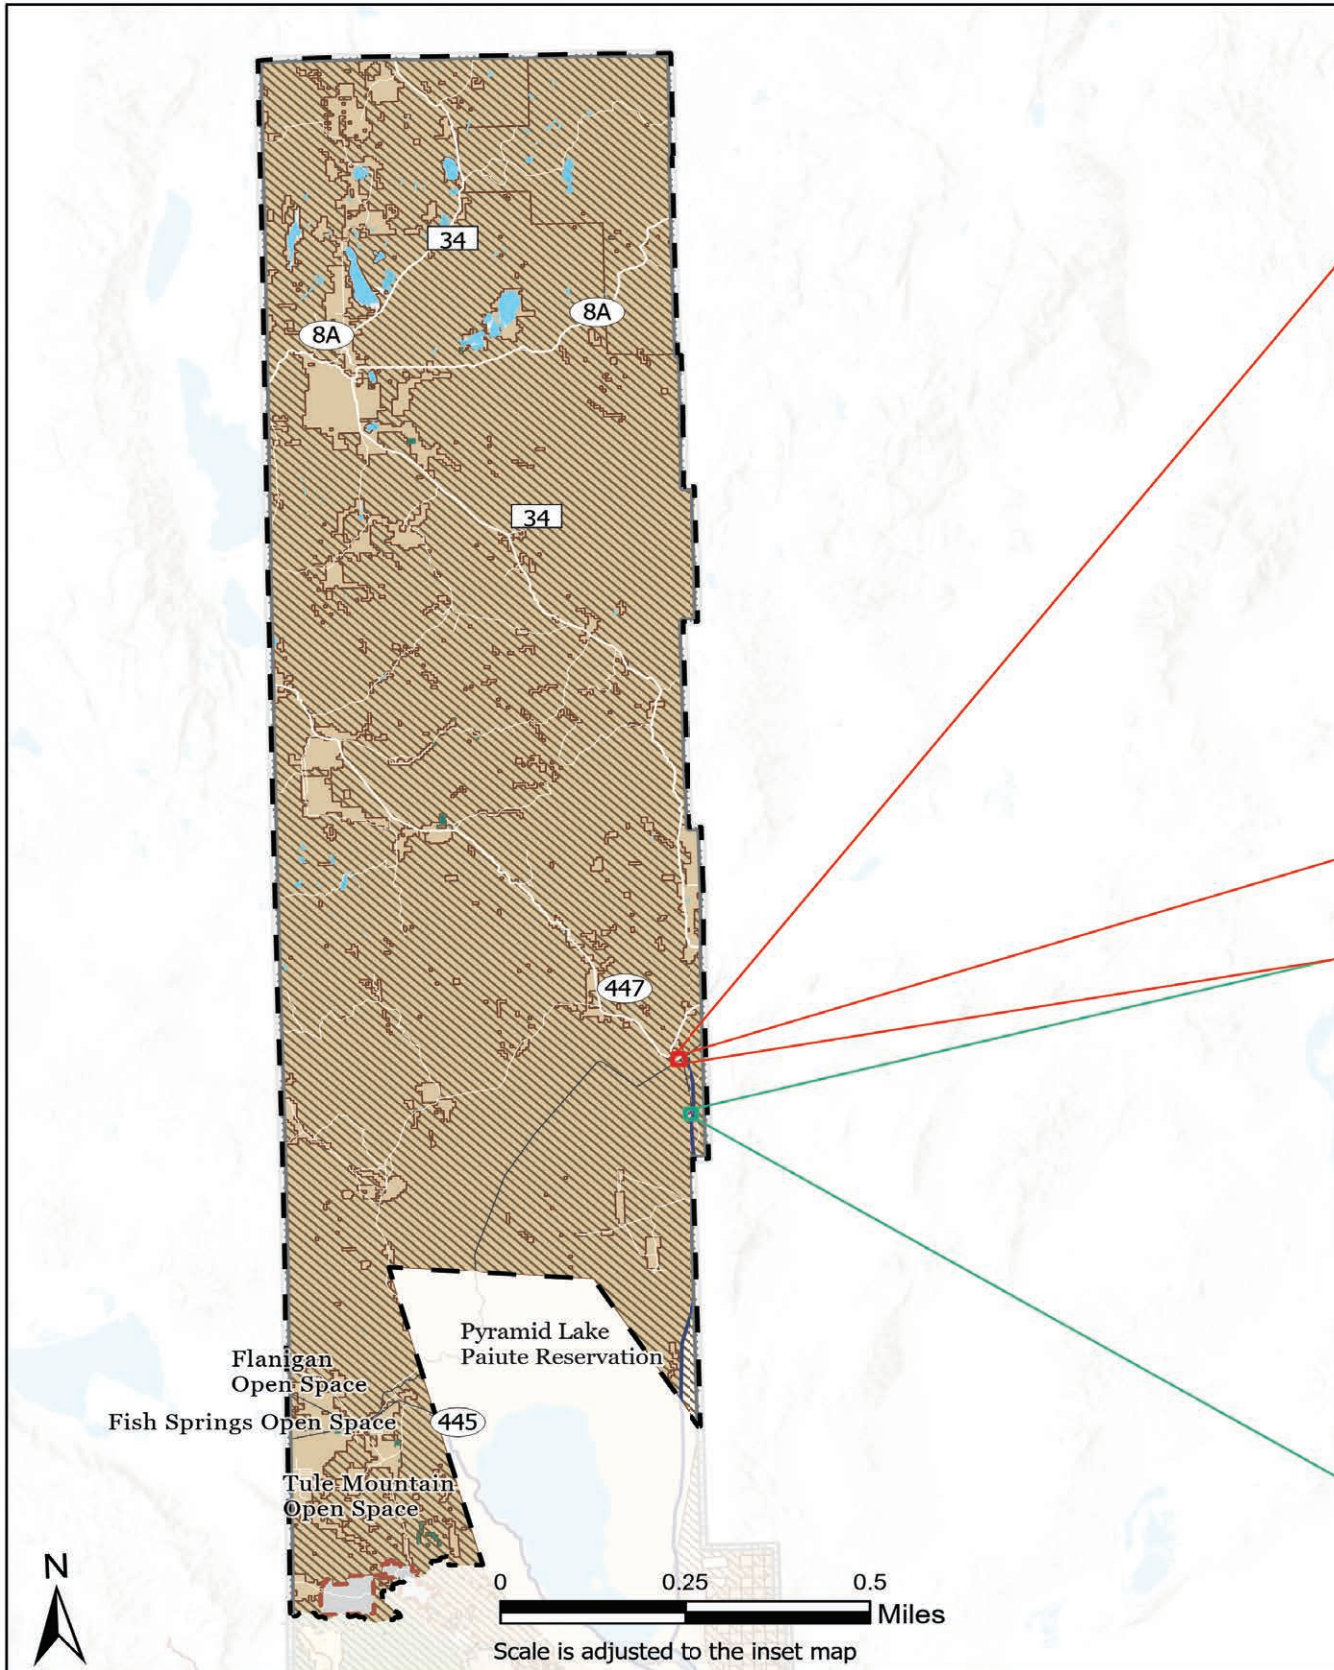 34
8A
8A
34
447
Pyramid Lake
Paiute Reservation
Flanigan
Open Space
Fish Springs Open Space
445
Tule Mountain
Open Space
N
0 0.25 0.5
Miles
Scale is adjusted to the inset map